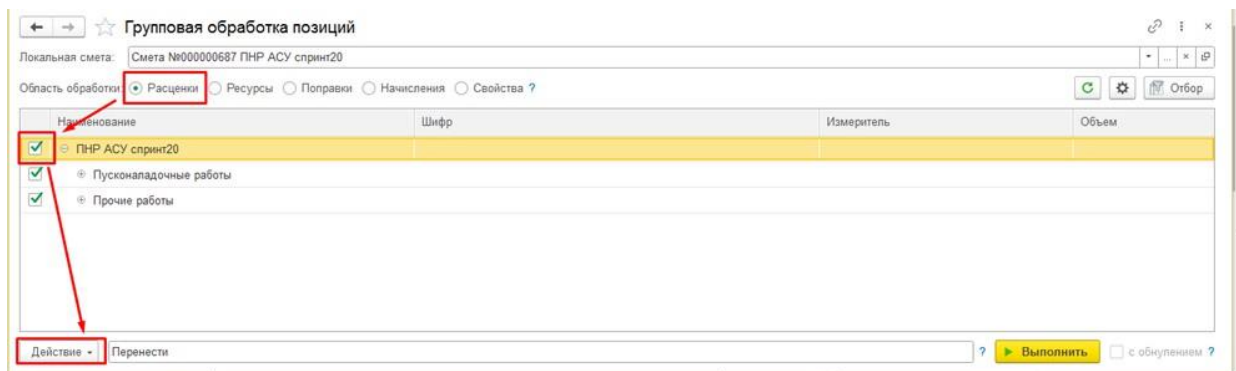 Групповая обработка позиций
Локальная смета: Смета №000000687 ПНР АСУ спринт20
Область обработки: Расценки Ресурсы Поправки Начисления Свойства ? Отбор
Наименование Шифр Измеритель Объем
ПНР АСУ спринт20
Пусконаладочные работы
Прочие работы
Действие Перенести ? Выполнить с обнулением ?